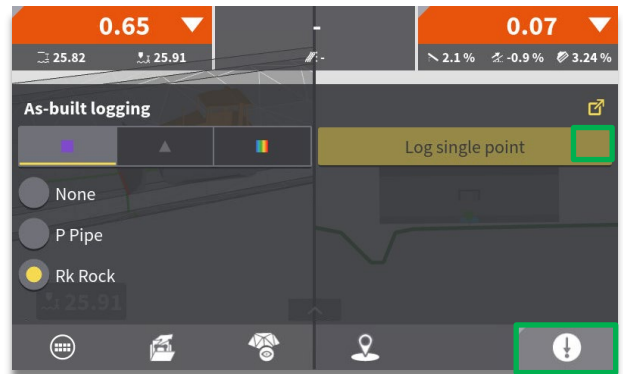 0.65
-
0.07
25.82 25.91
:-
2.1 % -0.9 % 3.24 %
As-built logging
Log single point
None
P Pipe
Rk Rock
25.91